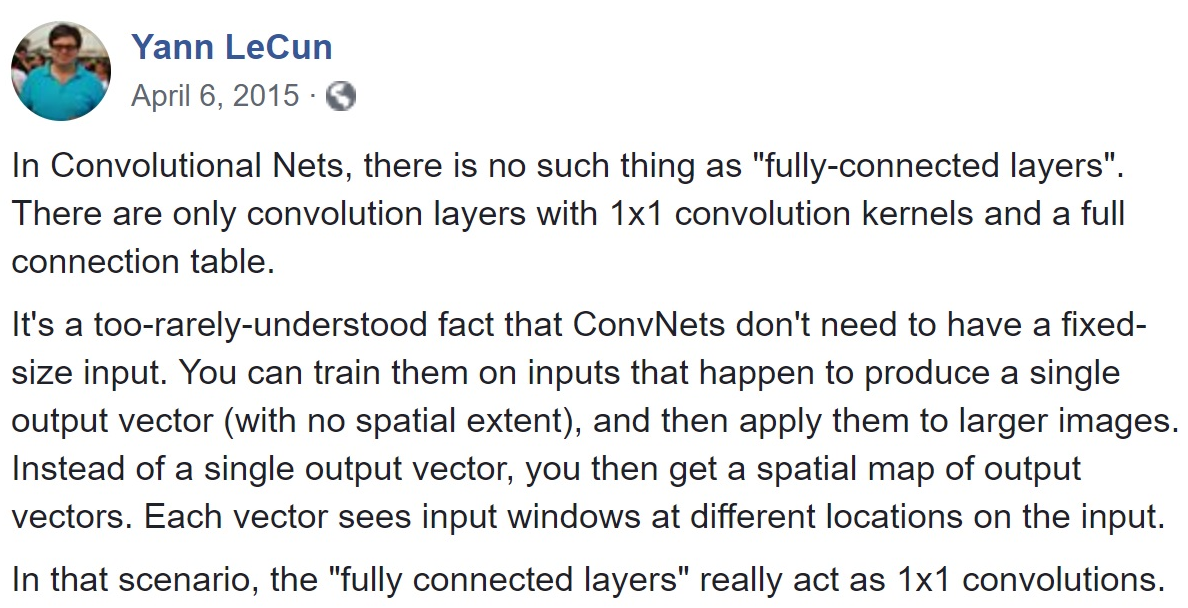 Yann LeCun
April 6, 2015 ·
In Convolutional Nets, there is no such thing as "fully-connected layers".
There are only convolution layers with 1x1 convolution kernels and a full
connection table.
It's a too-rarely-understood fact that ConvNets don't need to have a fixed-
size input. You can train them on inputs that happen to produce a single
output vector (with no spatial extent), and then apply them to larger images.
Instead of a single output vector, you then get a spatial map of output
vectors. Each vector sees input windows at different locations on the input.
In that scenario, the "fully connected layers" really act as 1x1 convolutions.